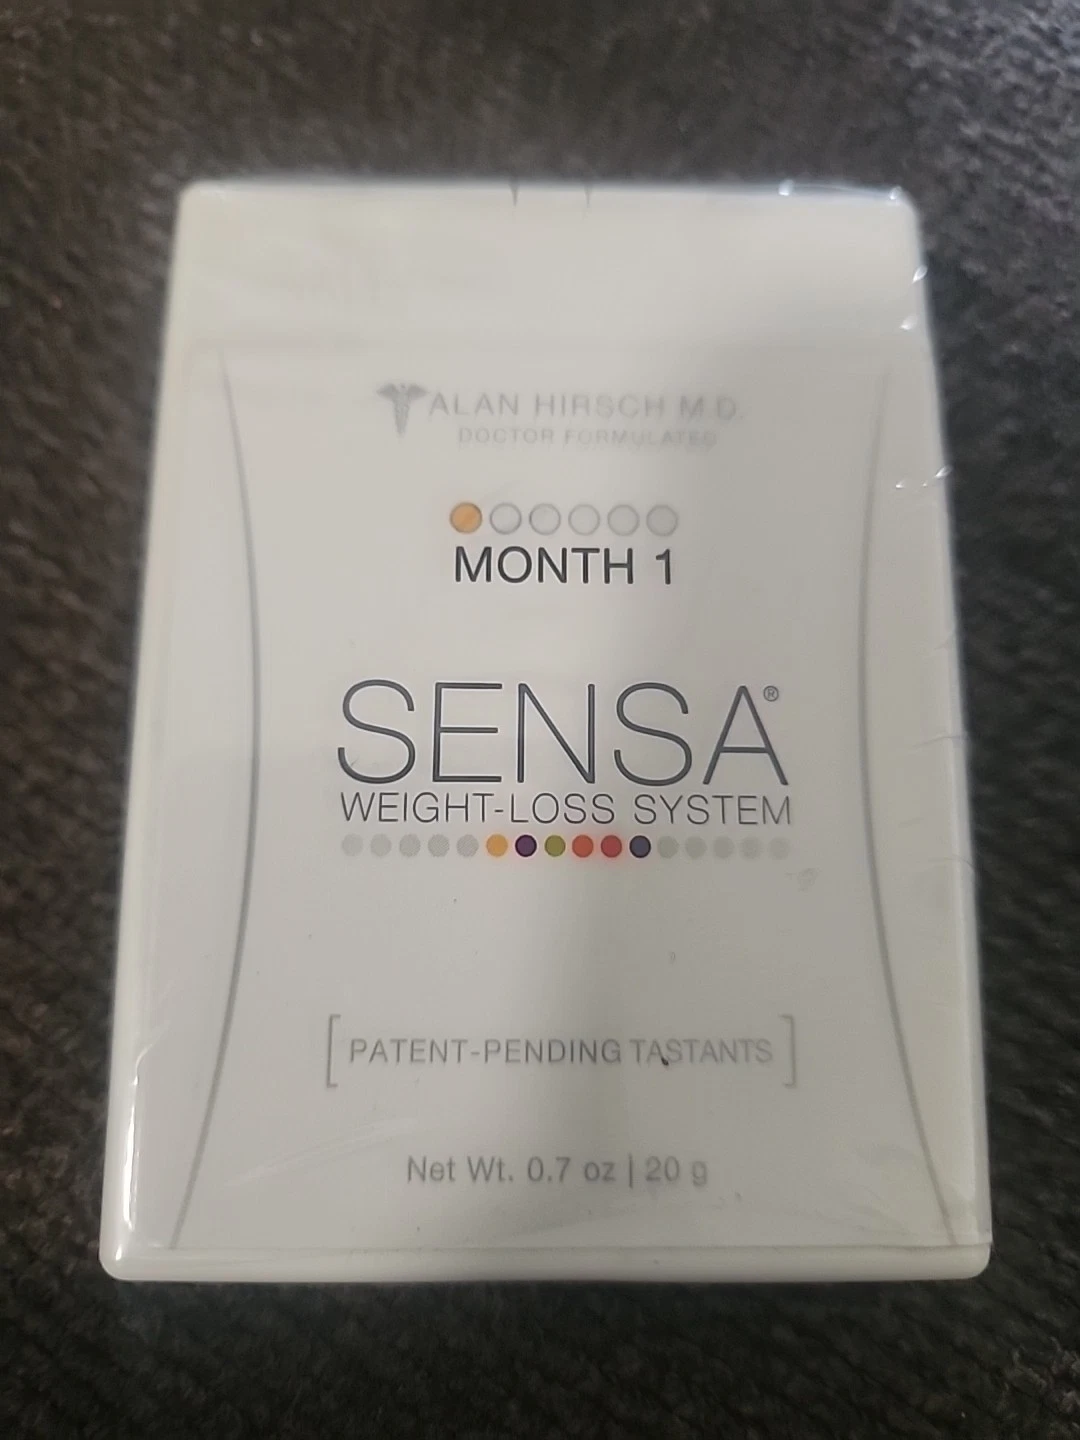 ALAN HIRSCH M.D.
DOCTOR FORMULATED
MONTH 1
SENSA®
WEIGHT-LOSS SYSTEM
[PATENT-PENDING TASTANTS]
Net Wt. 0.7 oz | 20 g